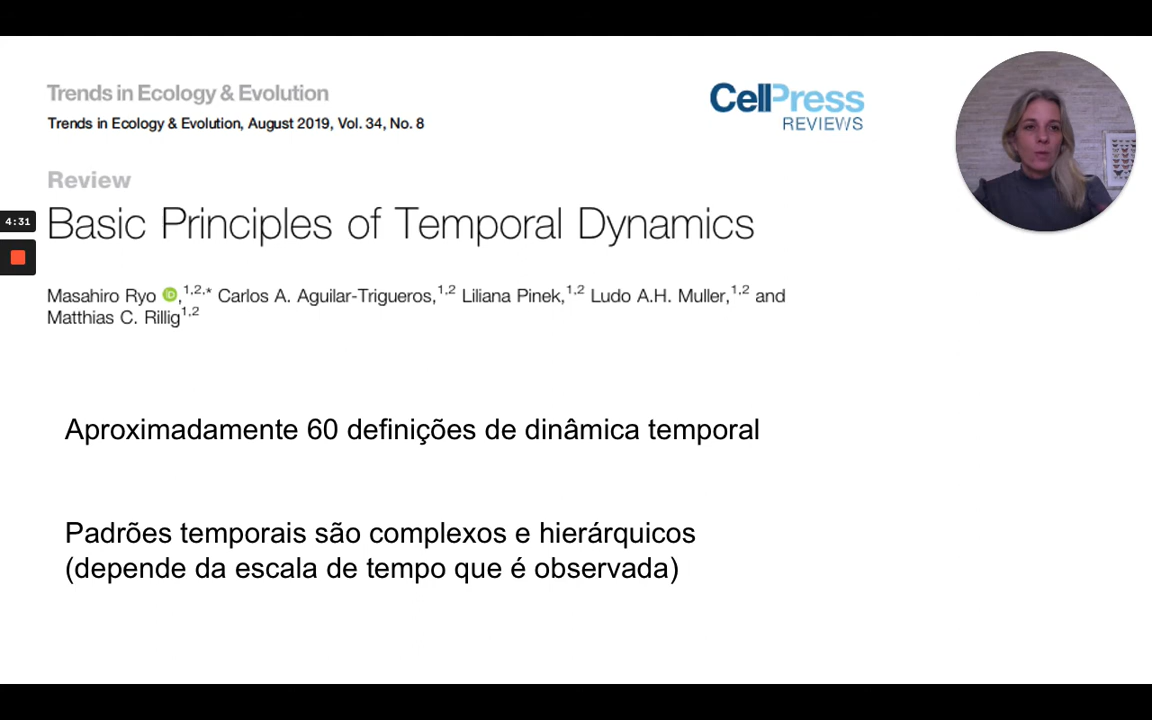 Trends in Ecology & Evolution
Trends in Ecology & Evolution, August 2019, Vol. 34, No. 8
CellPress
REVIEWS
Review
4:31
Basic Principles of Temporal Dynamics
Masahiro Ryo iD,1,2,* Carlos A. Aguilar-Trigueros,1,2 Liliana Pinek,1,2 Ludo A.H. Muller,1,2 and
Matthias C. Rillig1,2
Aproximadamente 60 definições de dinâmica temporal
Padrões temporais são complexos e hierárquicos
(depende da escala de tempo que é observada)